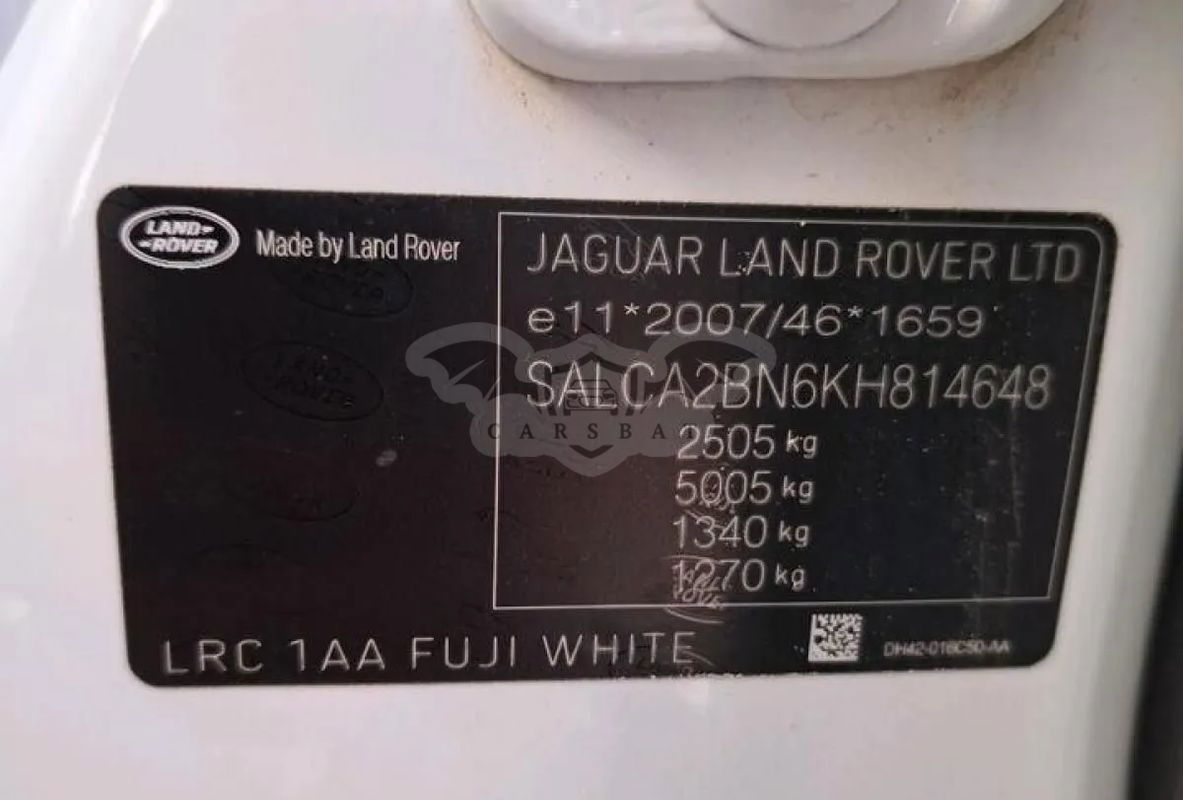 LAND-
-ROVER
Made by Land Rover
JAGUAR LAND ROVER LTD
e11*2007/46*1659
SALCA2BN6KH814648
CARSBAT
2505 kg
5005 kg
1340 kg
1270 kg
LRC 1AA FUJI WHITE
DH42-016C50-AA